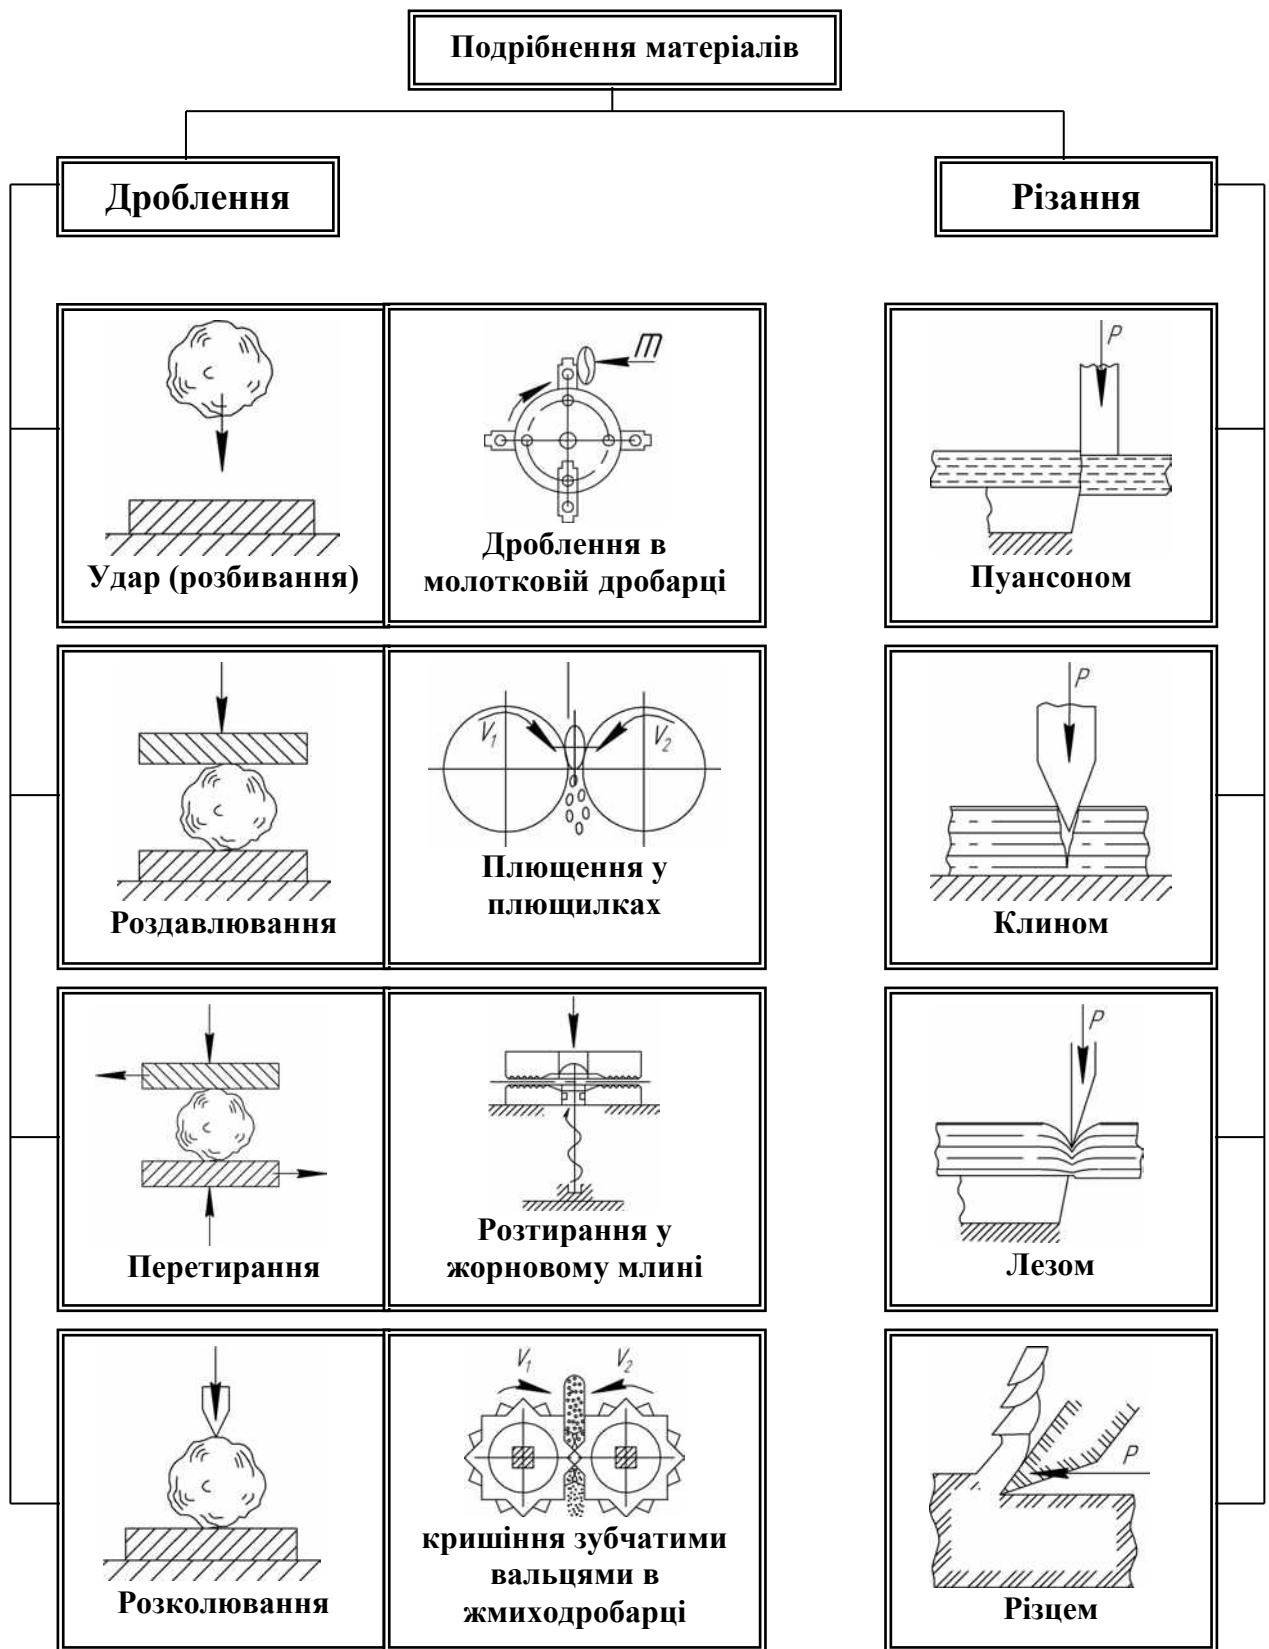 Подрібнення матеріалів
Дроблення
Різання
Удар (розбивання)
m
Дроблення в
молотковій дробарці
P
Пуансоном
Роздавлювання
V1
V2
Плющення у
плющилках
P
Клином
Перетирання
Розтирання у
жорновому млині
P
Лезом
Розколювання
V1
V2
кришіння зубчатими
вальцями в
жмиходробарці
P
Різцем